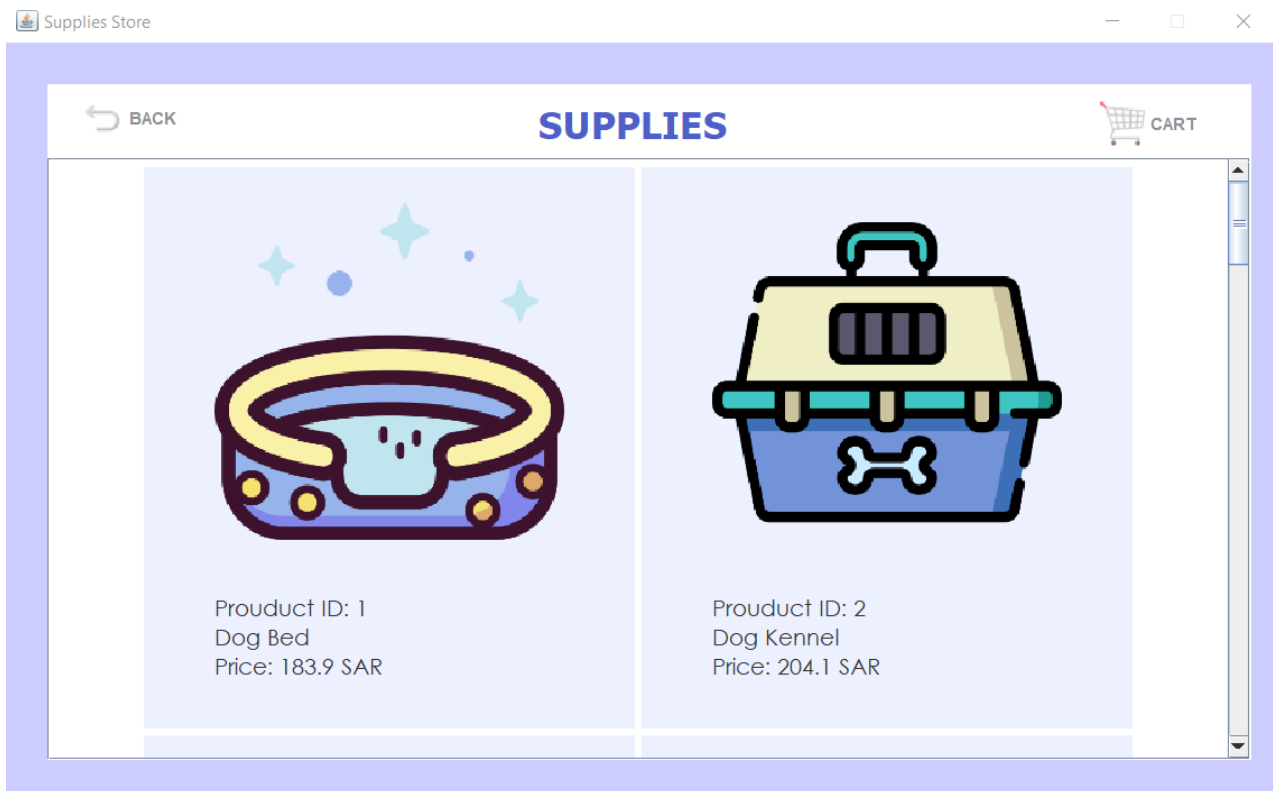 Supplies Store
BACK
SUPPLIES
CART
Prouduct ID: 1
Dog Bed
Price: 183.9 SAR
Prouduct ID: 2
Dog Kennel
Price: 204.1 SAR